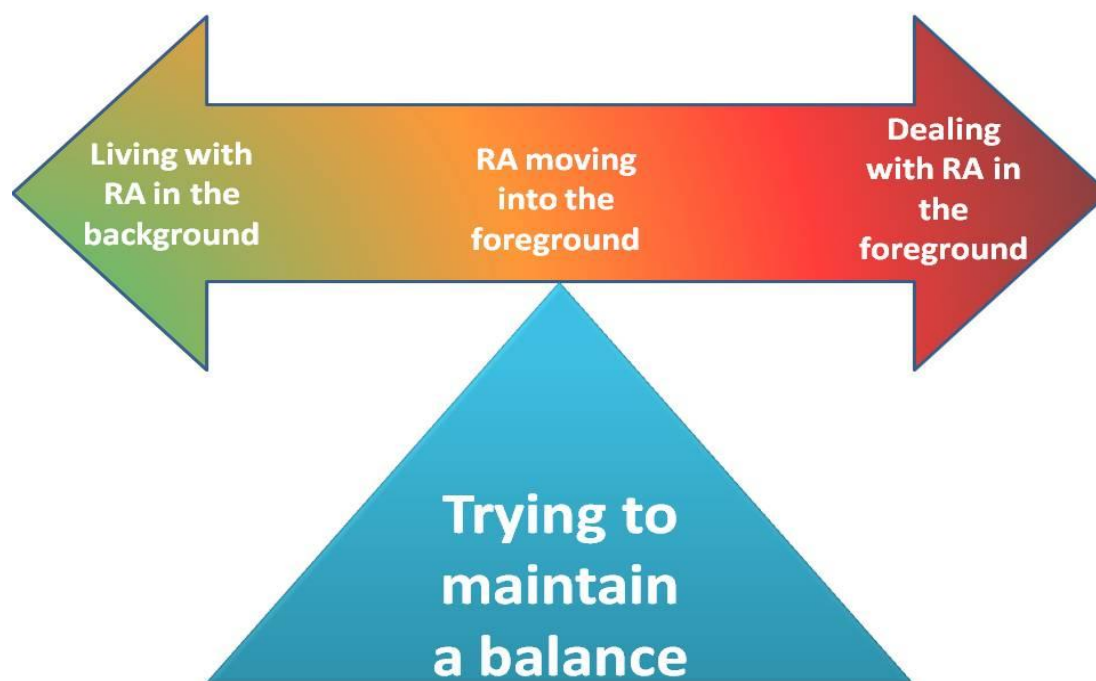 Living with
RA in the
background
RA moving
into the
foreground
Dealing
with RA in
the
foreground
Trying to
maintain
a balance